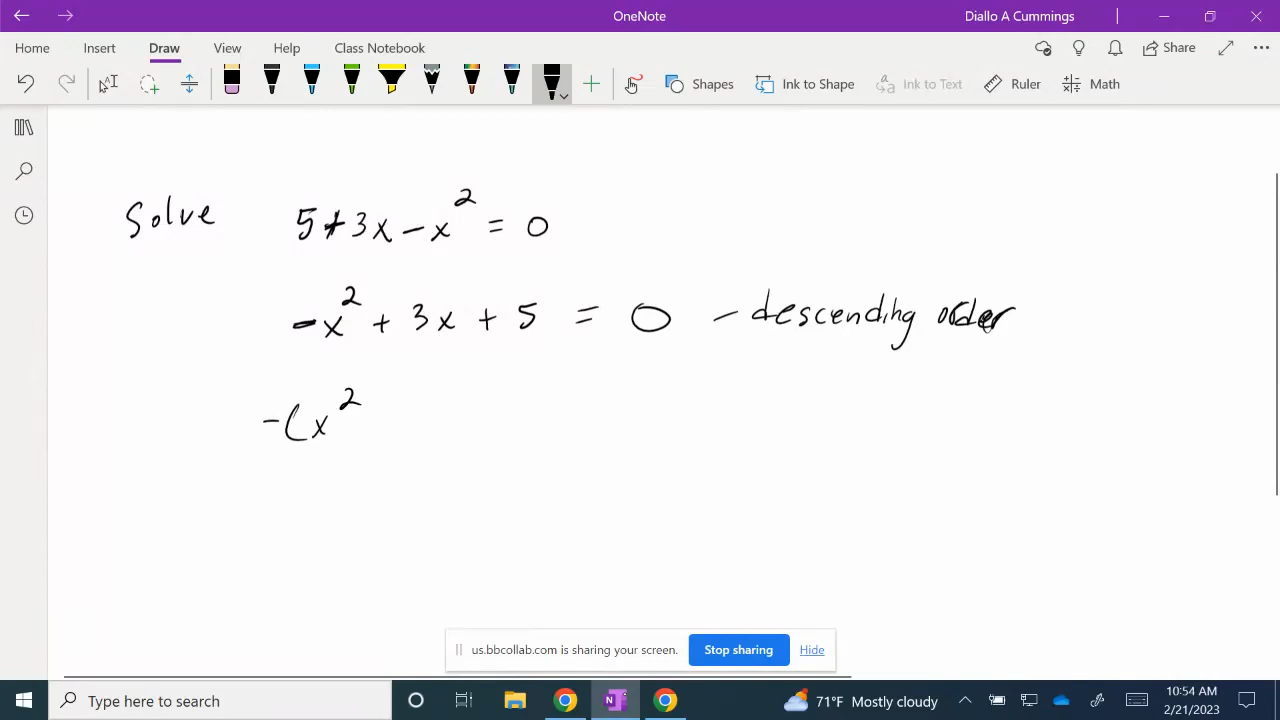 OneNote
Diallo A Cummings
Home Insert Draw View Help Class Notebook
Share
Shapes Ink to Shape Ink to Text Ruler Math
Solve 5+3x-x² = 0
-x² + 3x + 5 = 0 - descending order
-(x²
us.bbcollab.com is sharing your screen. Stop sharing Hide
Type here to search
71°F Mostly cloudy
10:54 AM
2/21/2023